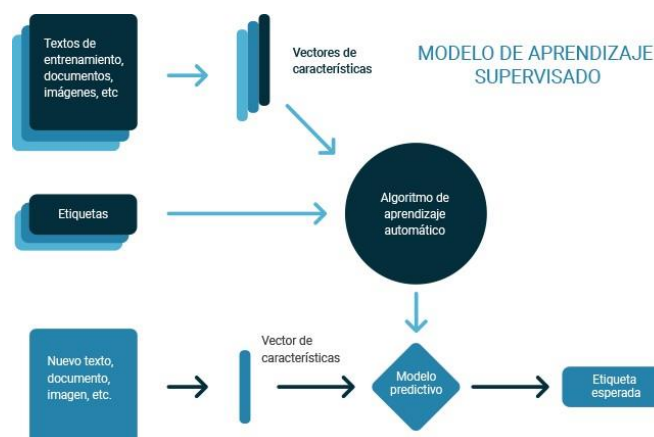 Textos de
entrenamiento,
documentos,
imágenes, etc
Vectores de
características
MODELO DE APRENDIZAJE
SUPERVISADO
Etiquetas
Algoritmo de
aprendizaje
automático
Nuevo texto,
documento,
imagen, etc.
Vector de
características
Modelo
predictivo
Etiqueta
esperada